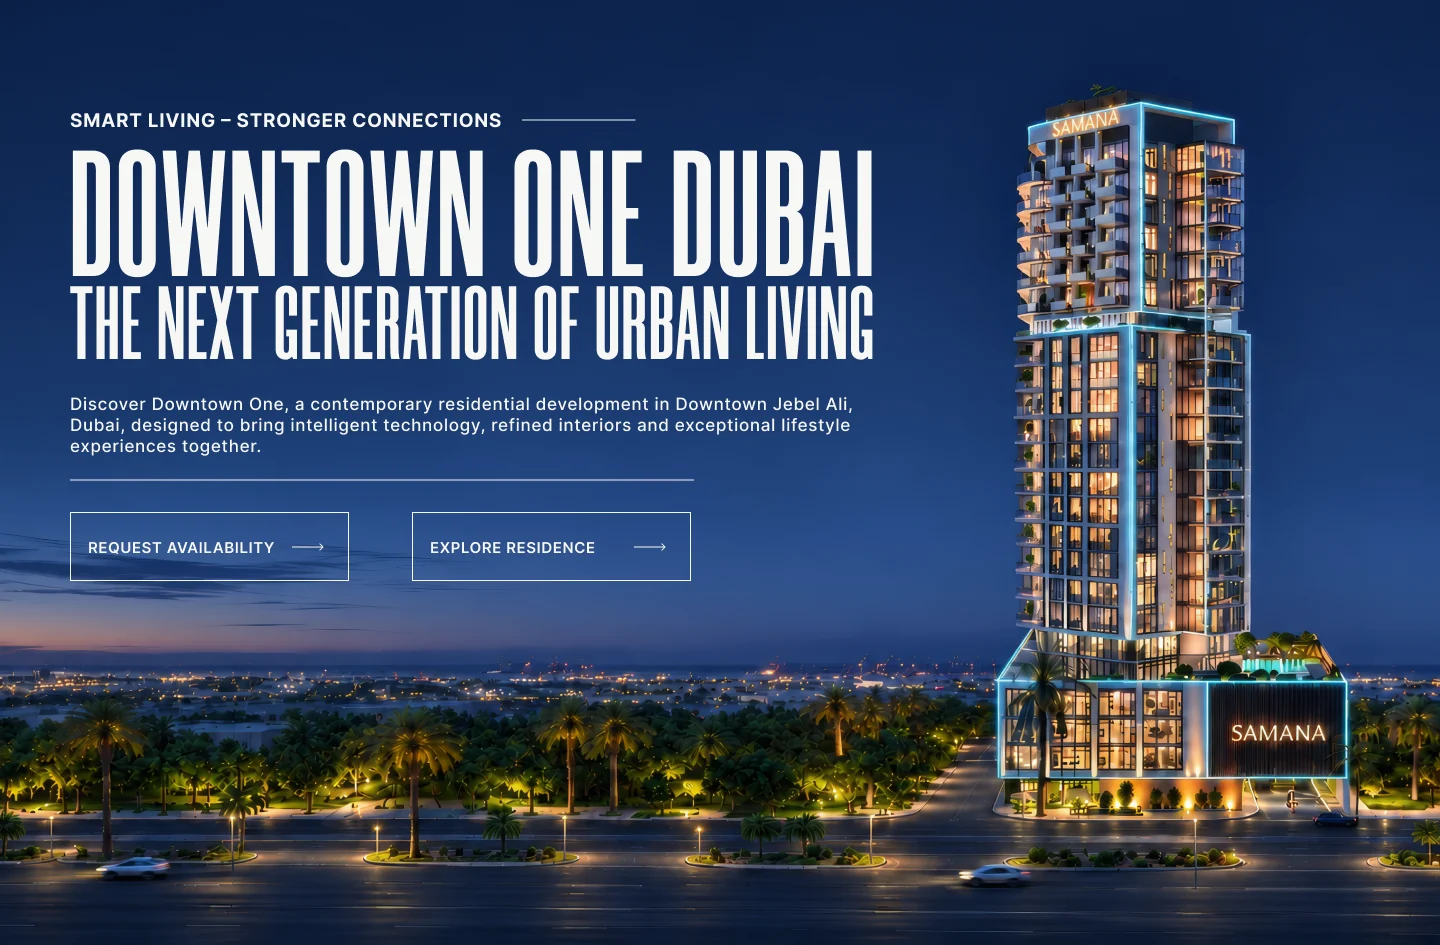 SMART LIVING – STRONGER CONNECTIONS
DOWNTOWN ONE DUBAI
THE NEXT GENERATION OF URBAN LIVING
Discover Downtown One, a contemporary residential development in Downtown Jebel Ali,
Dubai, designed to bring intelligent technology, refined interiors and exceptional lifestyle
experiences together.
REQUEST AVAILABILITY
EXPLORE RESIDENCE
SAMANA
SAMANA